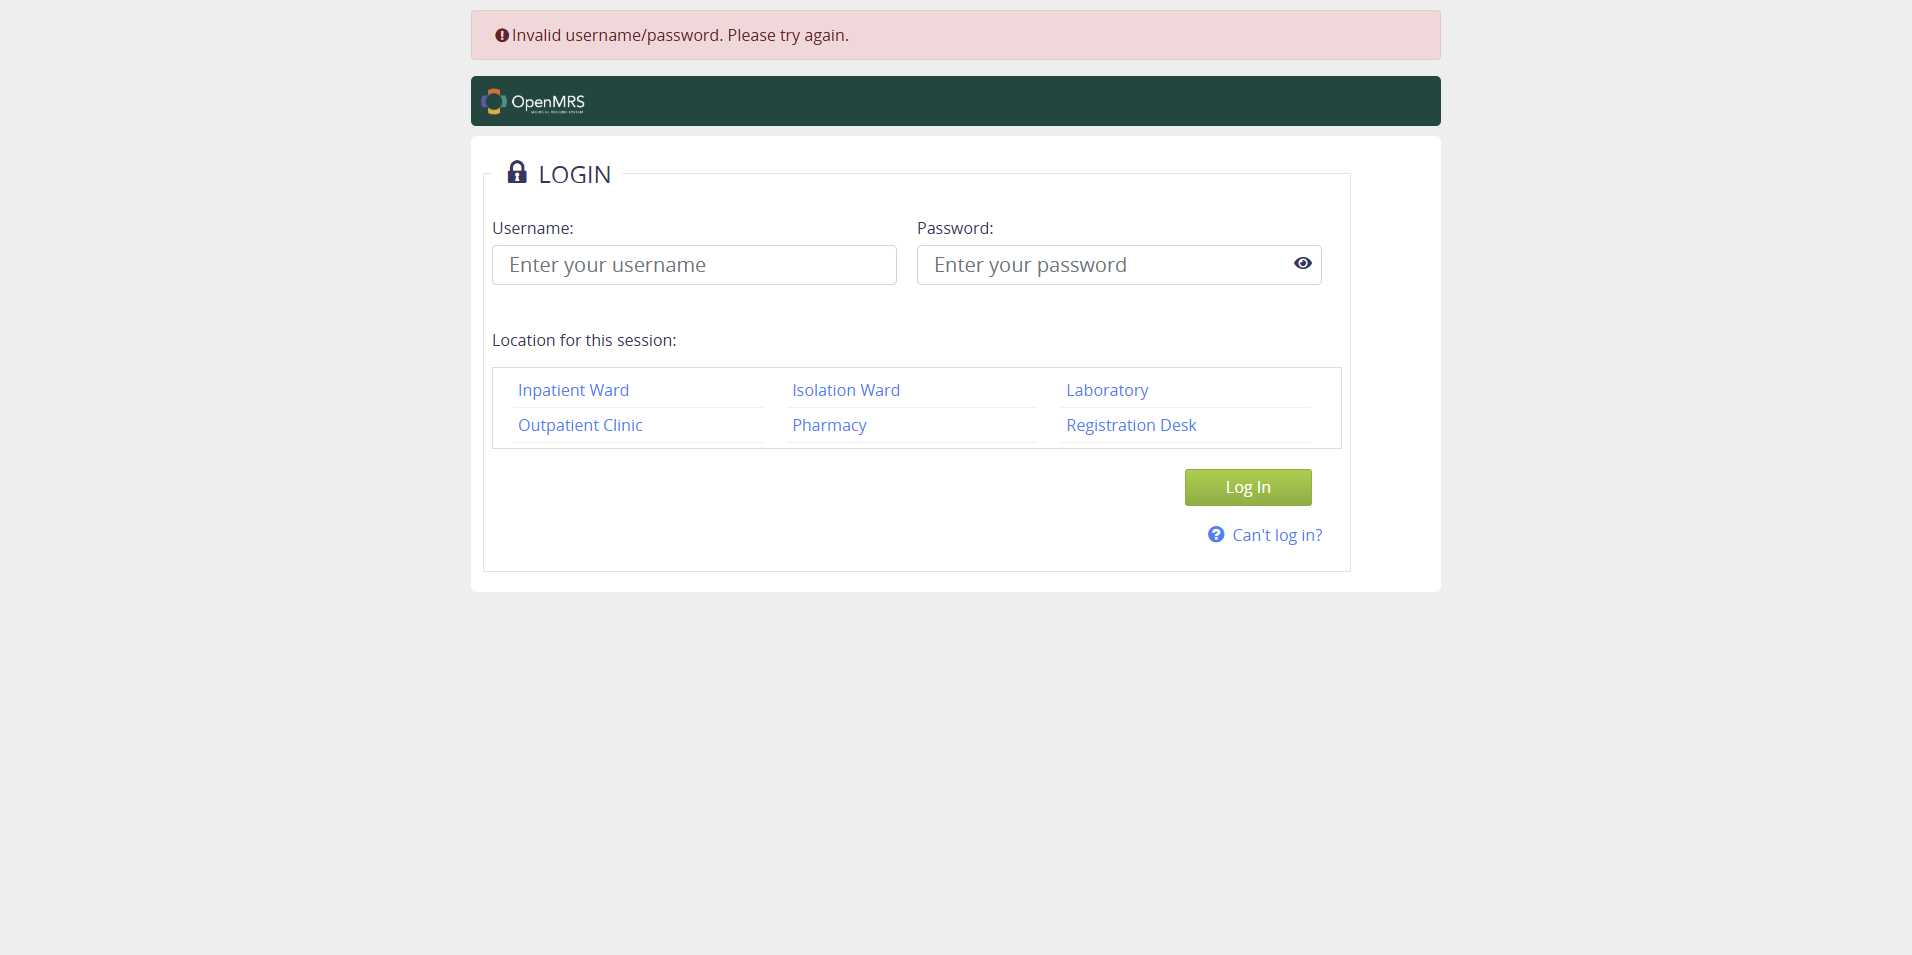 Invalid username/password. Please try again.
OpenMRS
LOGIN
Username:
Password:
Enter your username
Enter your password
Location for this session:
Inpatient Ward
Isolation Ward
Laboratory
Outpatient Clinic
Pharmacy
Registration Desk
Log In
Can't log in?